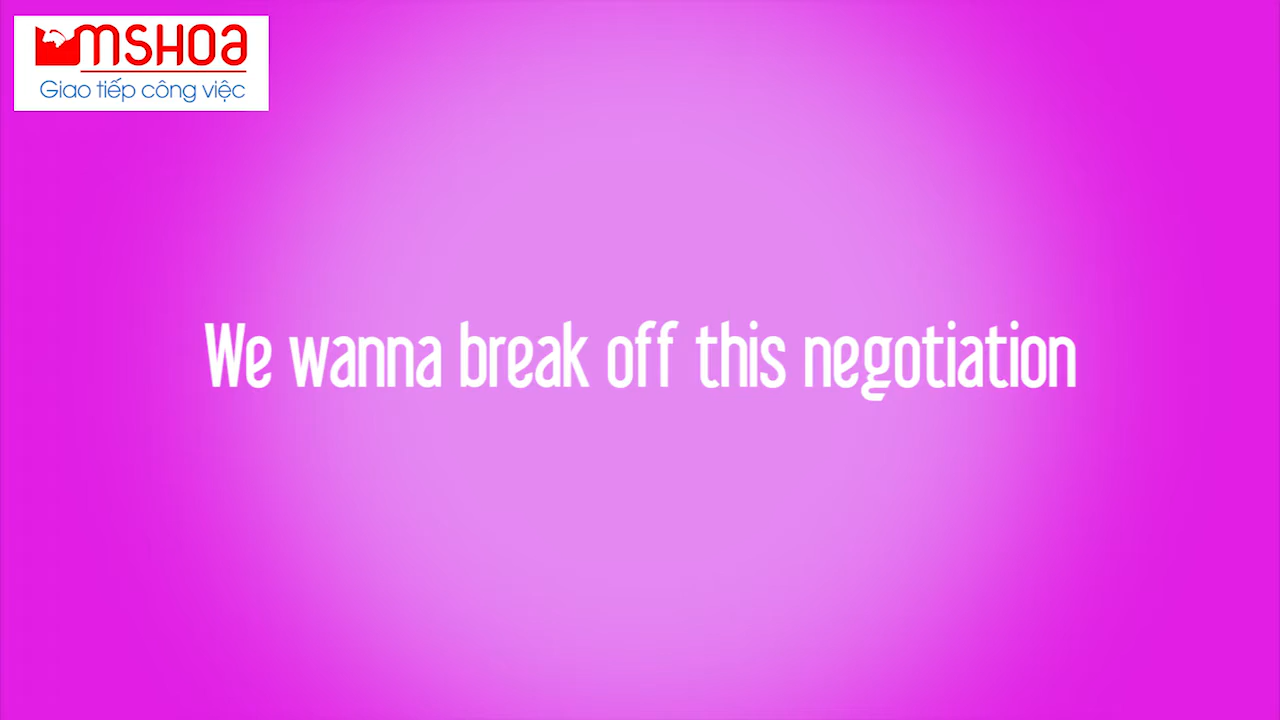 MSHOA
Giao tiếp công việc
We wanna break off this negotiation